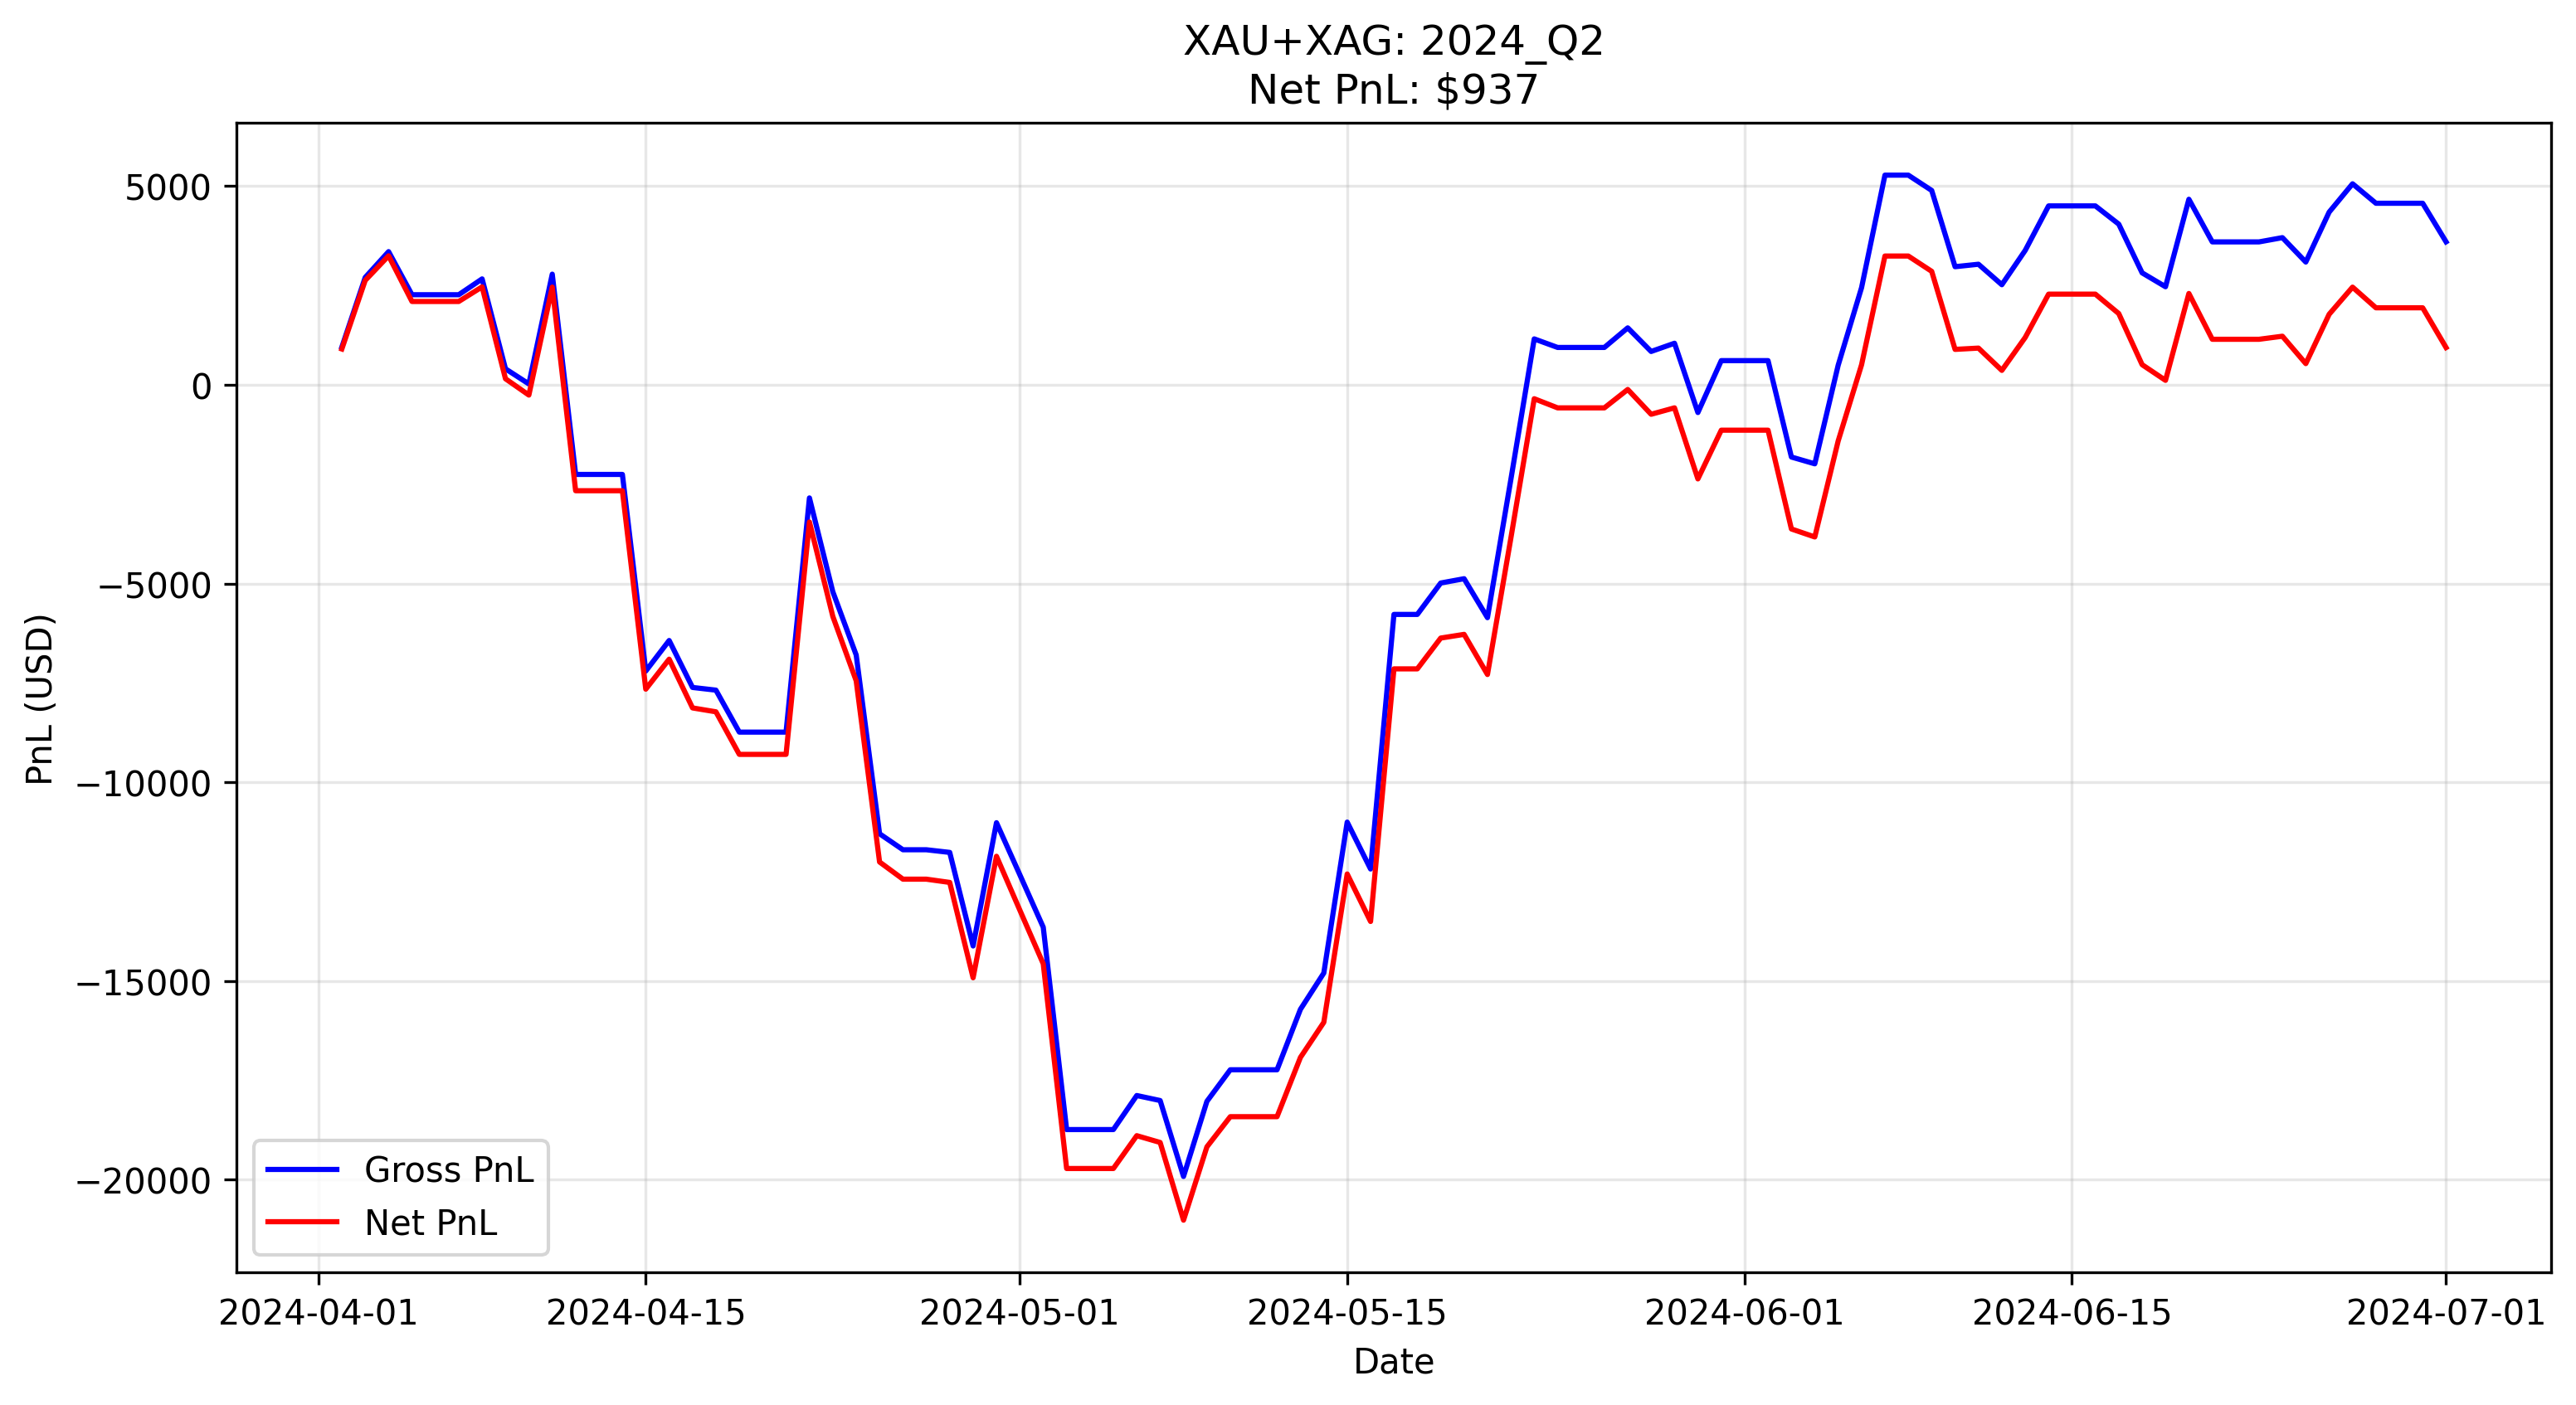 XAU+XAG: 2024_Q2
Net PnL: $937
PnL (USD)
5000
0
−5000
−10000
−15000
−20000
Gross PnL
Net PnL
2024-04-01 2024-04-15 2024-05-01 2024-05-15 2024-06-01 2024-06-15 2024-07-01
Date